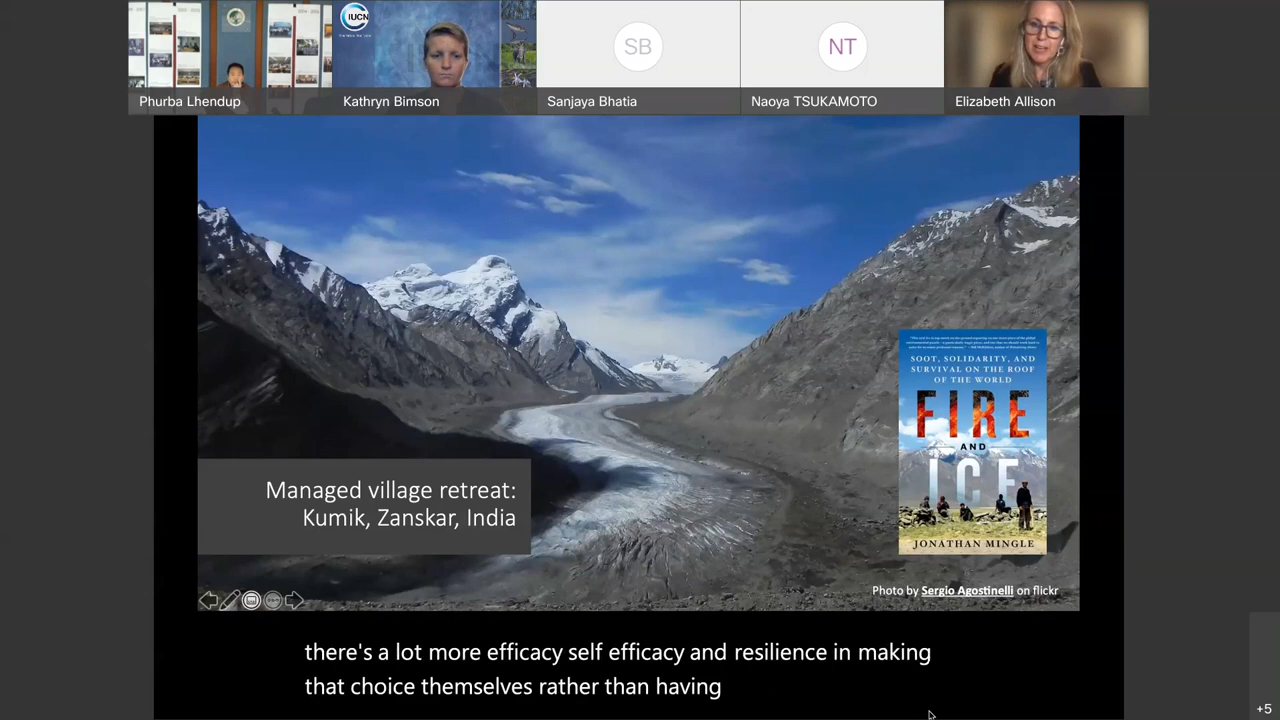 IUCN
SB
NT
Phurba Lhendup
Kathryn Bimson
Sanjaya Bhatia
Naoya TSUKAMOTO
Elizabeth Allison
SOOT, SOLIDARITY, AND
SURVIVAL ON THE ROOF
OF THE WORLD
FIRE
AND
ICE
JONATHAN MINGLE
Managed village retreat:
Kumik, Zanskar, India
Photo by Sergio Agostinelli on flickr
there's a lot more efficacy self efficacy and resilience in making
that choice themselves rather than having
+5